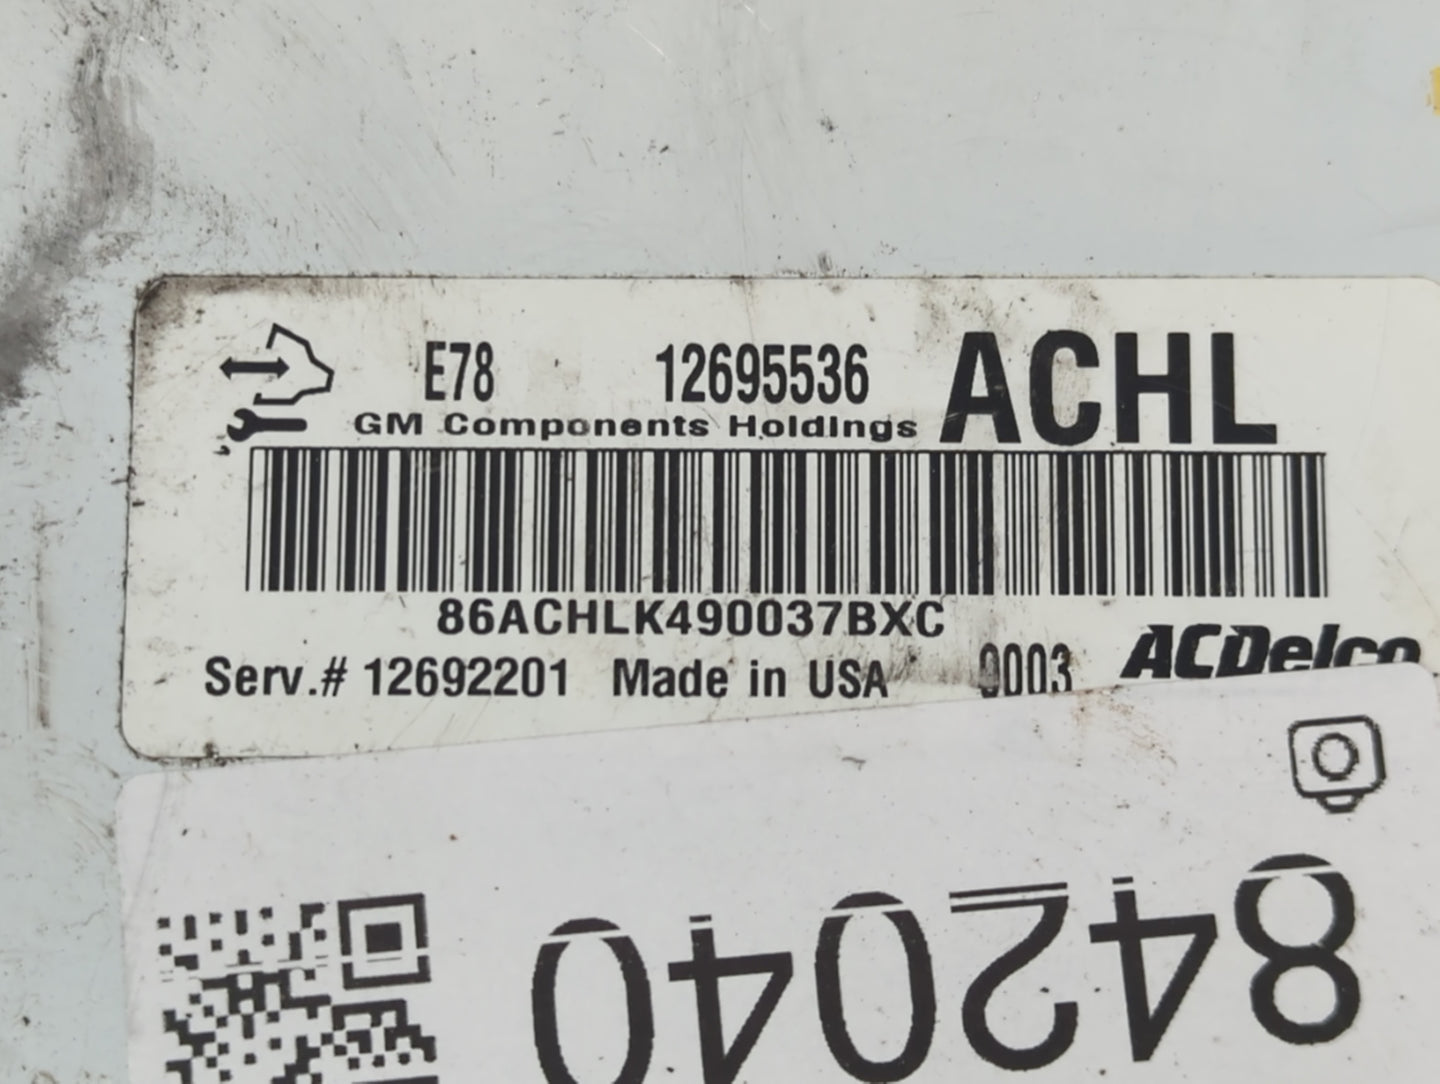 E78 12695536 ACHL
GM Components Holdings
86ACHLK490037BXC
Serv.# 12692201 Made in USA 0003 ACDelco
842040